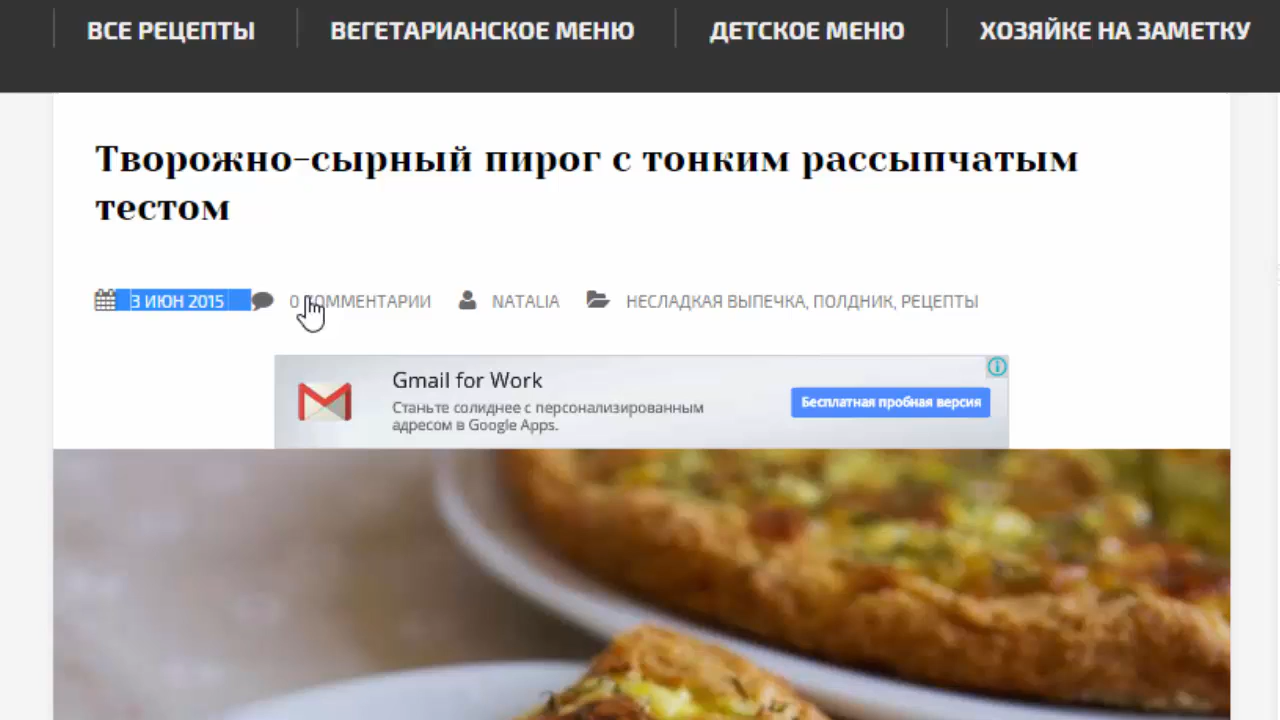 ВСЕ РЕЦЕПТЫ ВЕГЕТАРИАНСКОЕ МЕНЮ ДЕТСКОЕ МЕНЮ ХОЗЯЙКЕ НА ЗАМЕТКУ
Творожно-сырный пирог с тонким рассыпчатым
тестом
3 ИЮН 2015 0 КОММЕНТАРИИ NATALIA НЕСЛАДКАЯ ВЫПЕЧКА, ПОЛДНИК, РЕЦЕПТЫ
Gmail for Work
Станьте солиднее с персонализированным
адресом в Google Apps.
Бесплатная пробная версия